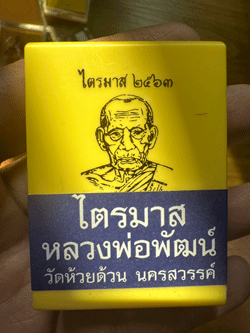 ไตรมาส ๒๕๖๓
ไตรมาส
หลวงพ่อพัฒน์
วัดห้วยด้วน นครสวรรค์